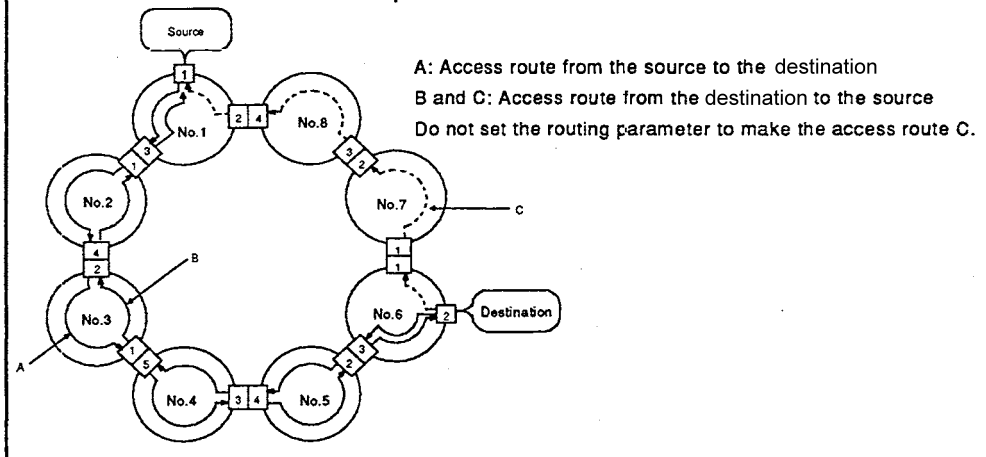 Source
A: Access route from the source to the destination
B and C: Access route from the destination to the source
Do not set the routing parameter to make the access route C.
1
No.1
2 4
No.8
3
1
3
2
No.2
No.7
C
4
2
1
1
B
No.3
No.6
2
Destination
A
1
5
3
2
No.4
3 4
No.5